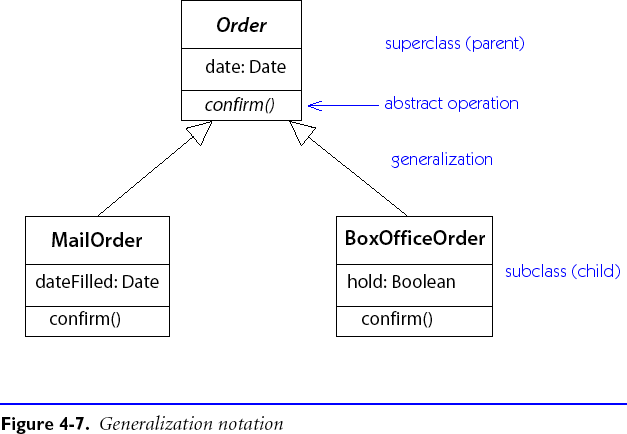 Order
superclass (parent)
date: Date
confirm()
abstract operation
generalization
MailOrder
BoxOfficeOrder
dateFilled: Date
hold: Boolean
subclass (child)
confirm()
confirm()
Figure 4-7. Generalization notation